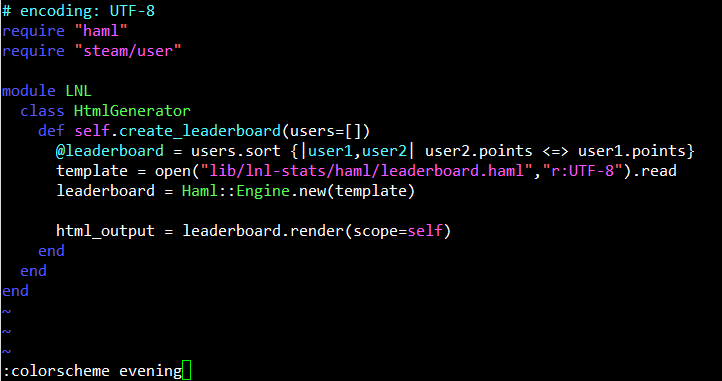 # encoding: UTF-8
require "haml"
require "steam/user"

module LNL
  class HtmlGenerator
    def self.create_leaderboard(users=[])
      @leaderboard = users.sort {|user1,user2| user2.points <=> user1.points}
      template = open("lib/lnl-stats/haml/leaderboard.haml","r:UTF-8").read
      leaderboard = Haml::Engine.new(template)

      html_output = leaderboard.render(scope=self)
    end
  end
end
~
~
~
:colorscheme evening